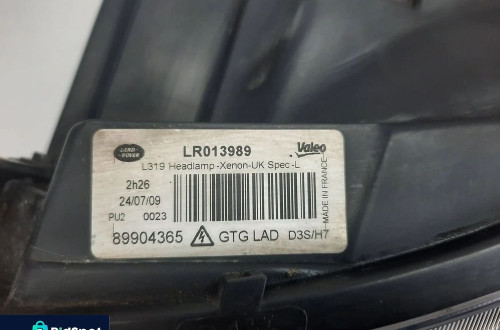 LAND ROVER
LR013989
Valeo
L319 Headlamp-Xenon-UK Spec-L
2h26
24/07/09
PU2 0023
MADE IN FRANCE
89904365 GTG LAD D3S/H7
BidSpot